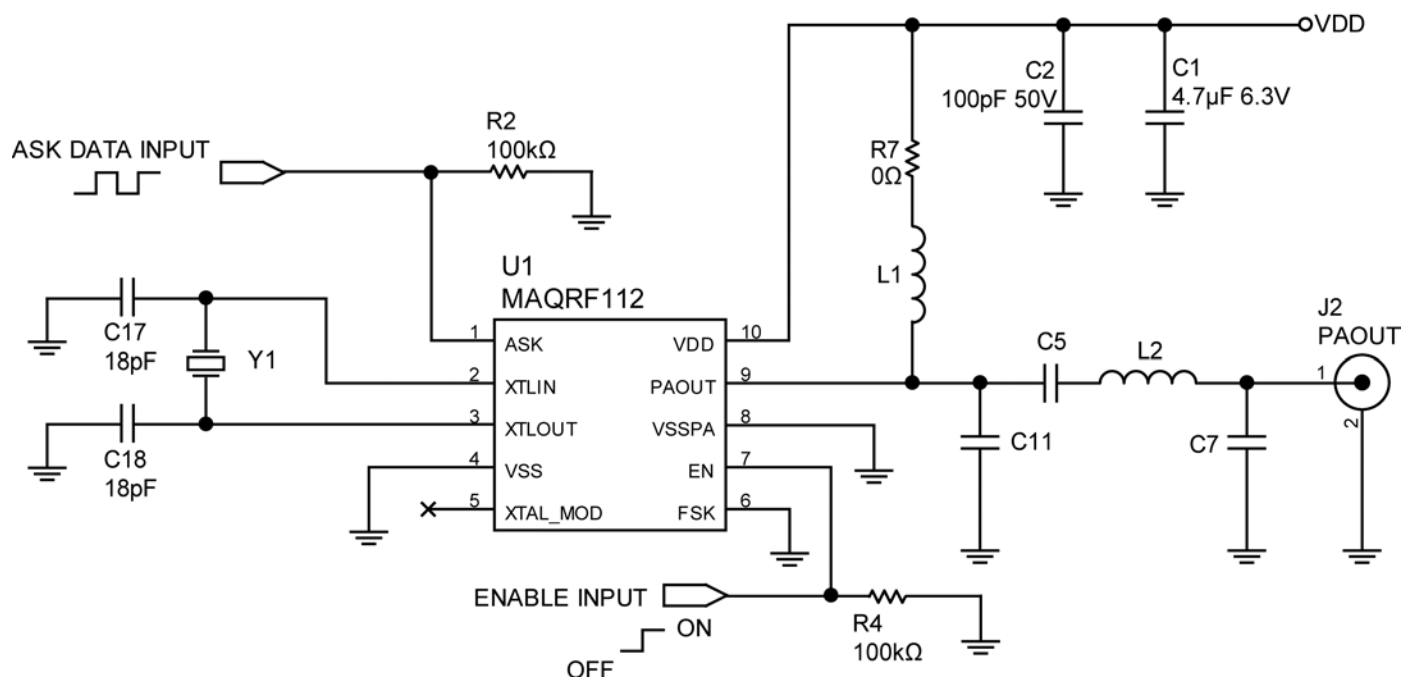 VDD
C2
100pF 50V
C1
4.7µF 6.3V
R2
100kΩ
ASK DATA INPUT
R7
0Ω
L1
U1
MAQRF112
C17
18pF
Y1
C18
18pF
1 ASK
2 XTLIN
3 XTLOUT
4 VSS
5 XTAL_MOD
VDD 10
PAOUT 9
VSSPA 8
EN 7
FSK 6
C5
L2
J2
PAOUT
1
2
C11
C7
ENABLE INPUT
ON
OFF
R4
100kΩ